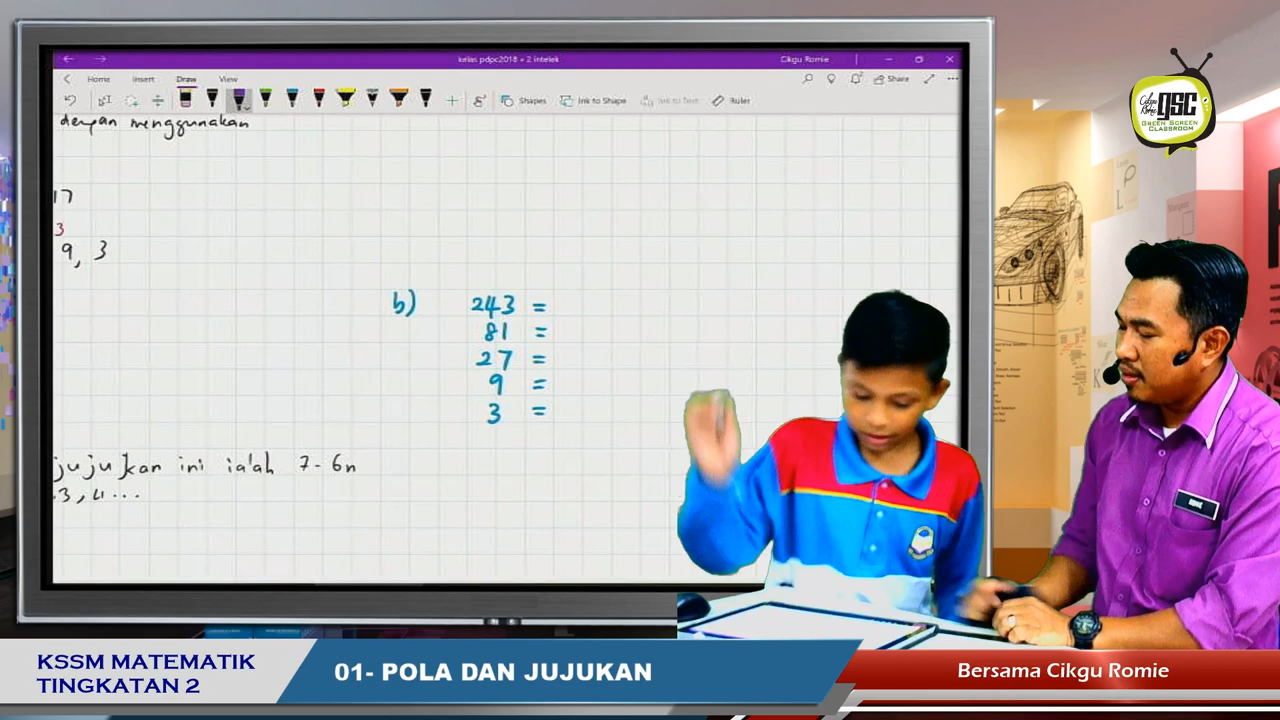 kelas pdpc2018 » 2 intelek
Cikgu Romie
Home Insert Draw View
Share
Shapes Ink to Shape Ink to Text Ruler
dengan menggunakan
17
3
9, 3
b) 243 =
81 =
27 =
9 =
3 =
jujukan ini ialah 7 - 6n
3, 4 ...
Cikgu Romie GSC
GREEN SCREEN
CLASSROOM
KSSM MATEMATIK
TINGKATAN 2
01- POLA DAN JUJUKAN
Bersama Cikgu Romie